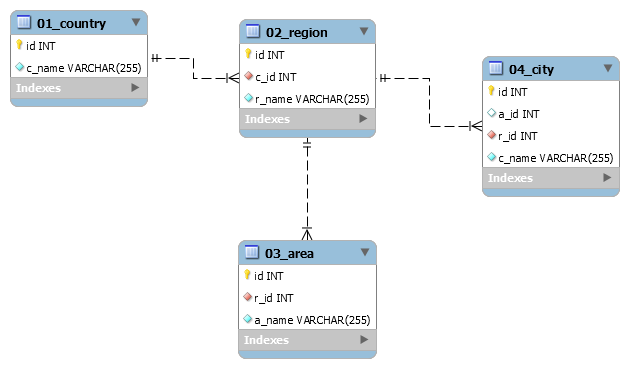 01_country
id INT
c_name VARCHAR(255)
Indexes
02_region
id INT
c_id INT
r_name VARCHAR(255)
Indexes
04_city
id INT
a_id INT
r_id INT
c_name VARCHAR(255)
Indexes
03_area
id INT
r_id INT
a_name VARCHAR(255)
Indexes